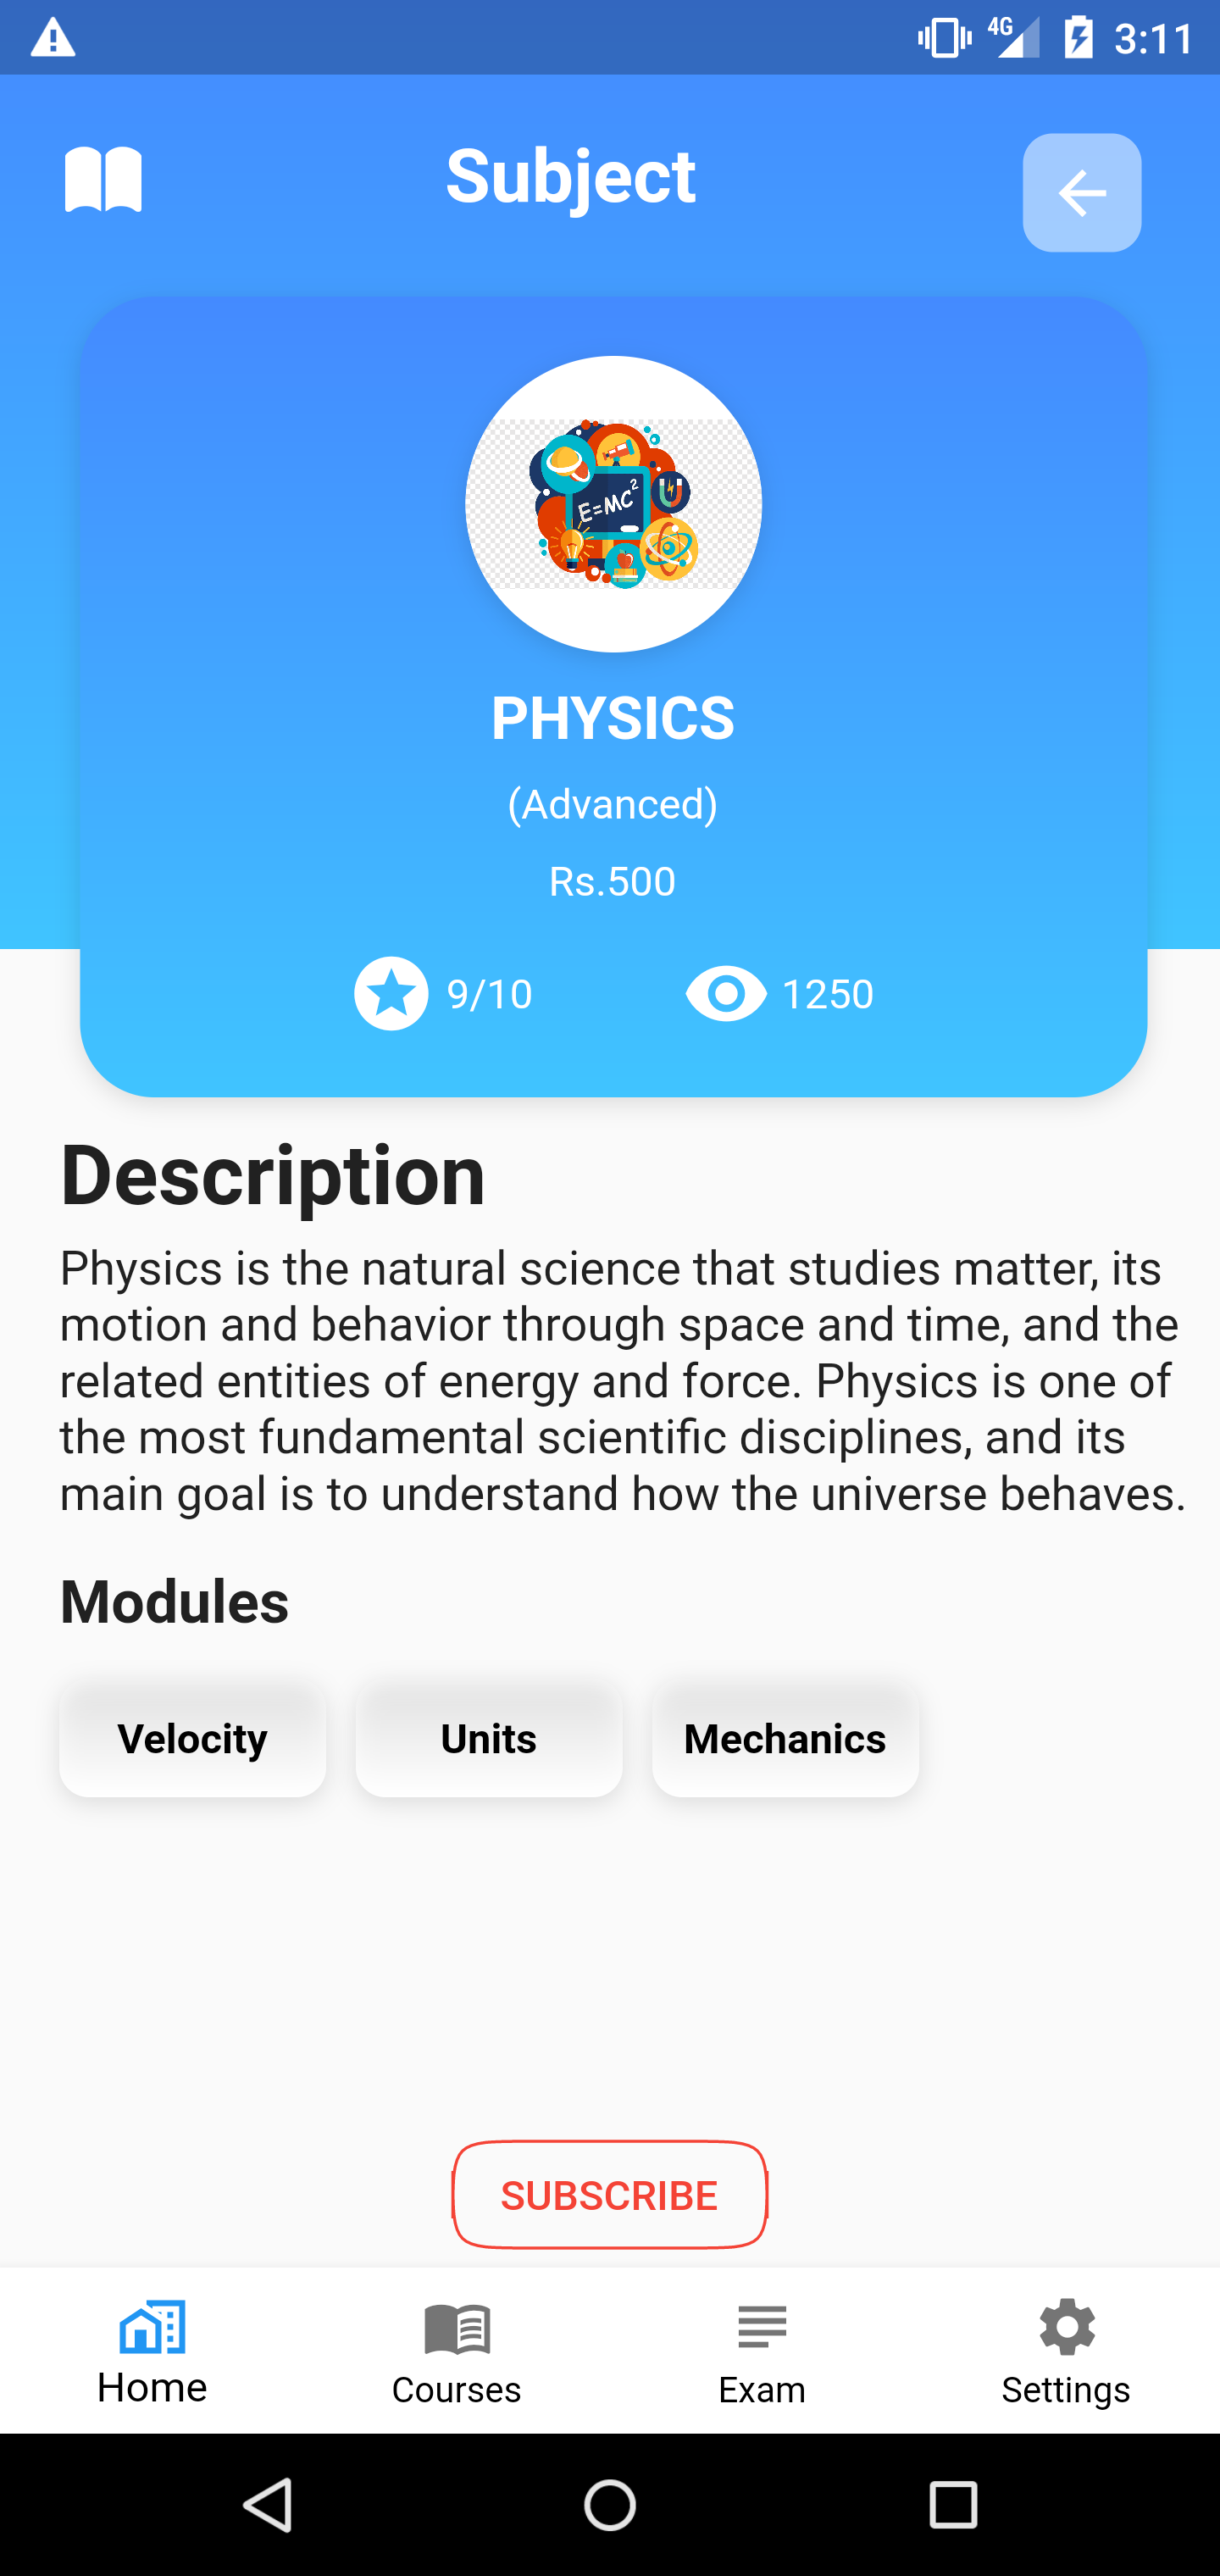 4G 3:11
Subject
E=MC²
PHYSICS
(Advanced)
Rs.500
9/10 1250
Description
Physics is the natural science that studies matter, its
motion and behavior through space and time, and the
related entities of energy and force. Physics is one of
the most fundamental scientific disciplines, and its
main goal is to understand how the universe behaves.
Modules
Velocity Units Mechanics
SUBSCRIBE
Home Courses Exam Settings